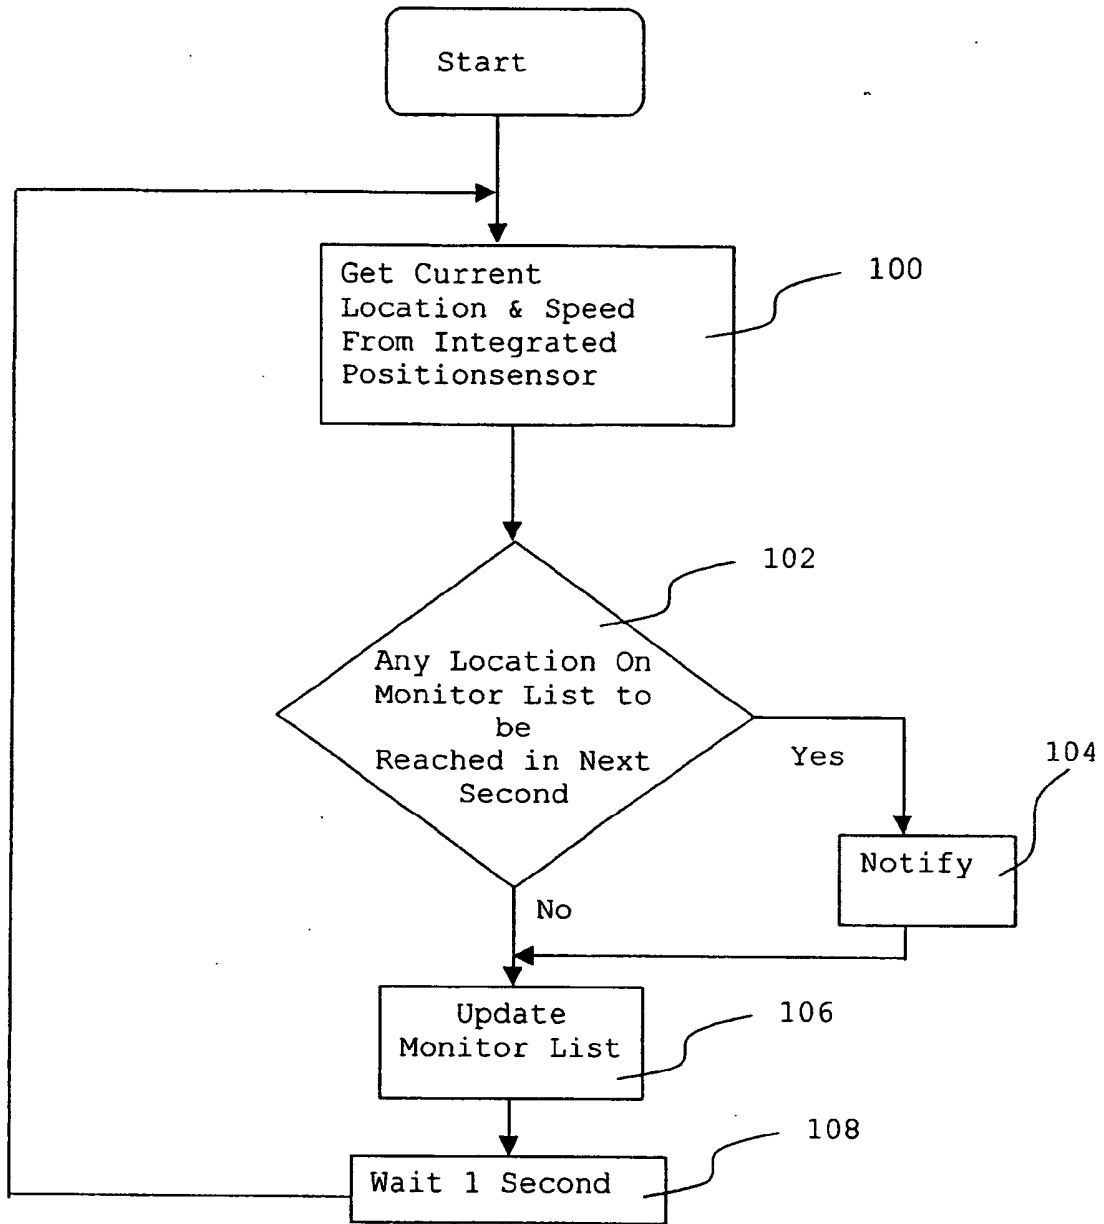 Start
Get Current
Location & Speed
From Integrated
Positionsensor
100
102
Any Location On
Monitor List to
be
Reached in Next
Second
Yes
104
Notify
No
Update
Monitor List
106
108
Wait 1 Second